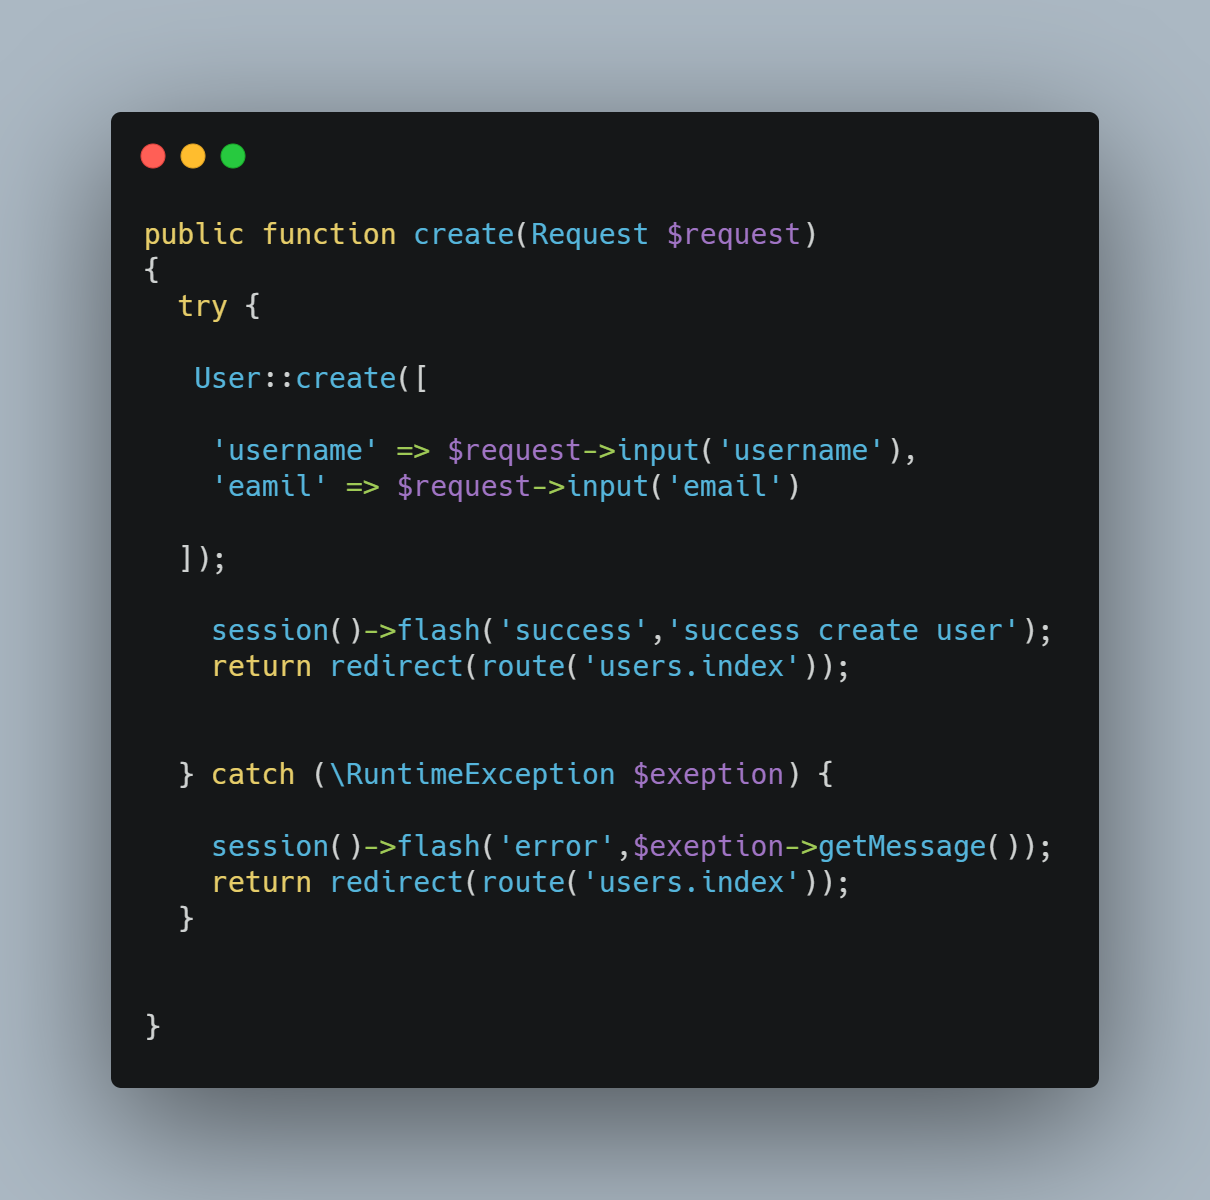 public function create(Request $request)
{
  try {
   User::create([
    'username' => $request->input('username'),
    'eamil' => $request->input('email')
  ]);
    session()->flash('success','success create user');
    return redirect(route('users.index'));
  } catch (\RuntimeException $exeption) {
    session()->flash('error',$exeption->getMessage());
    return redirect(route('users.index'));
  }
}